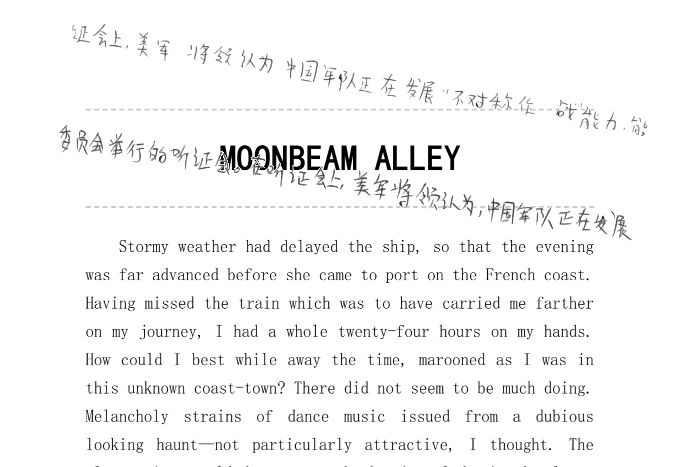 证会上,美军将领认为中国军队正在发展“不对称作战”能力,能
MOONBEAM ALLEY
委员会举行的听证会。在听证会上,美军将领认为,中国军队正在发展
Stormy weather had delayed the ship, so that the evening
was far advanced before she came to port on the French coast.
Having missed the train which was to have carried me farther
on my journey, I had a whole twenty-four hours on my hands.
How could I best while away the time, marooned as I was in
this unknown coast-town? There did not seem to be much doing.
Melancholy strains of dance music issued from a dubious
looking haunt—not particularly attractive, I thought. The